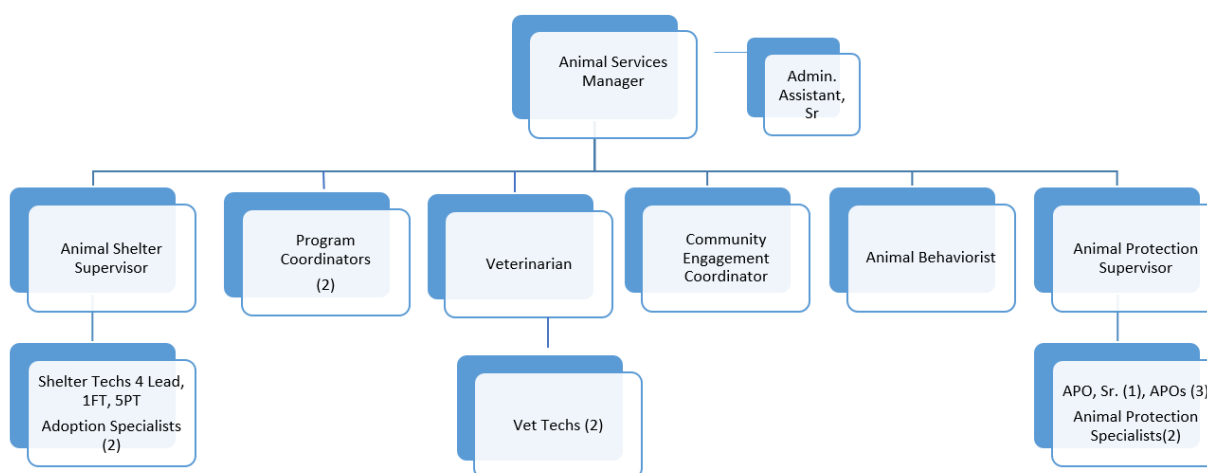 Animal Services
Manager
Admin.
Assistant,
Sr
Animal Shelter
Supervisor
Program
Coordinators
(2)
Veterinarian
Community
Engagement
Coordinator
Animal Behaviorist
Animal Protection
Supervisor
Shelter Techs 4 Lead,
1FT, 5PT
Adoption Specialists
(2)
Vet Techs (2)
APO, Sr. (1), APOs (3)
Animal Protection
Specialists(2)